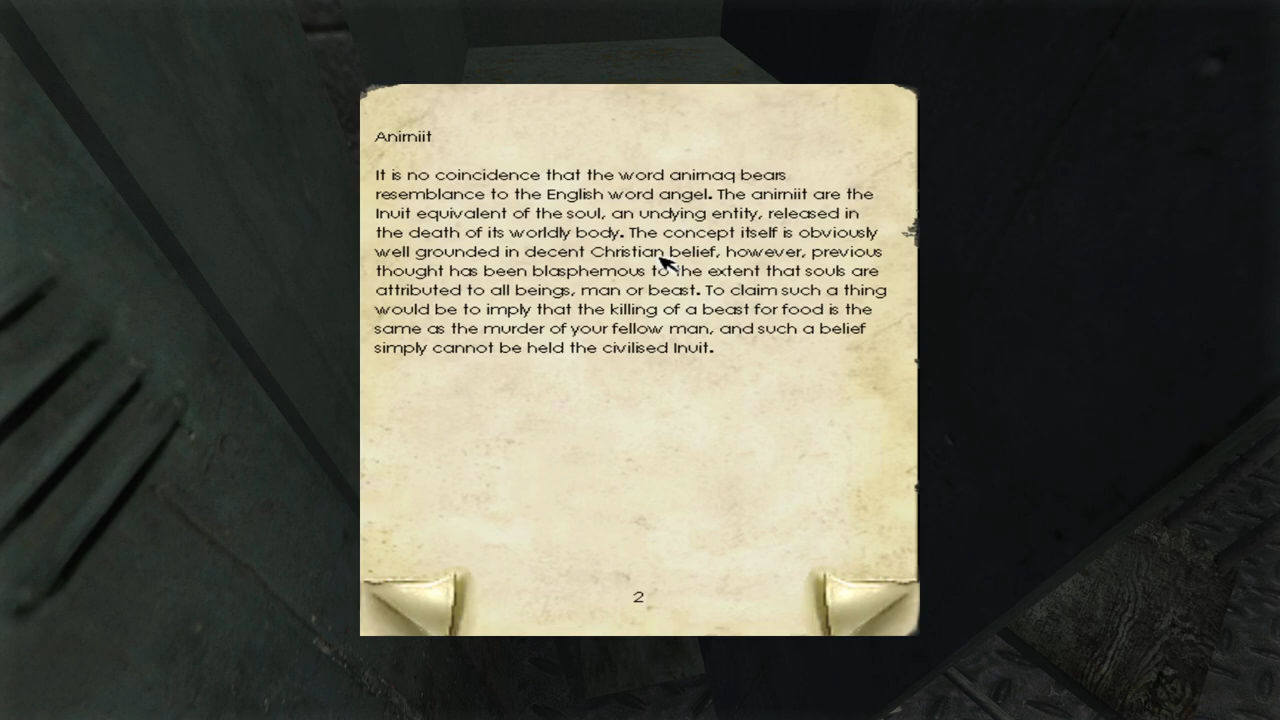 Anirniit
It is no coincidence that the word anirnaq bears
resemblance to the English word angel. The anirniit are the
Inuit equivalent of the soul, an undying entity, released in
the death of its worldly body. The concept itself is obviously
well grounded in decent Christian belief, however, previous
thought has been blasphemous to the extent that souls are
attributed to all beings, man or beast. To claim such a thing
would be to imply that the killing of a beast for food is the
same as the murder of your fellow man, and such a belief
simply cannot be held the civilised Inuit.
2